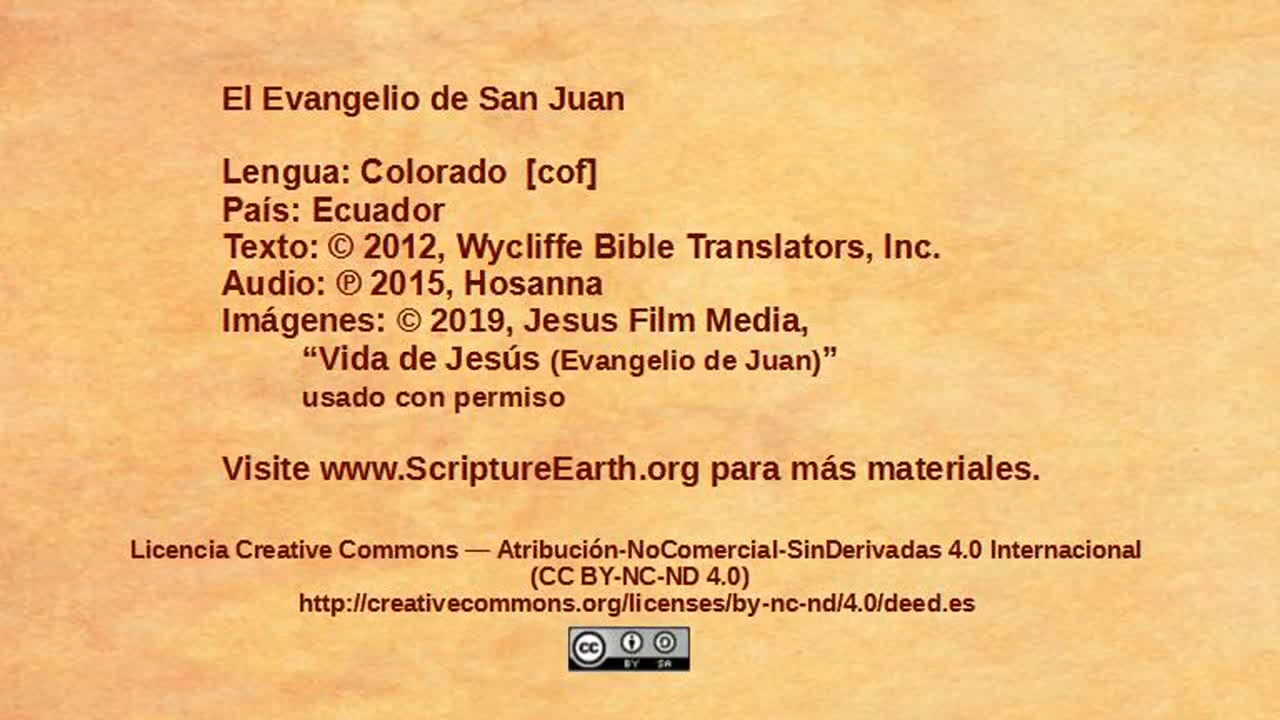 El Evangelio de San Juan
Lengua: Colorado [cof]
País: Ecuador
Texto: © 2012, Wycliffe Bible Translators, Inc.
Audio: ℗ 2015, Hosanna
Imágenes: © 2019, Jesus Film Media,
“Vida de Jesús (Evangelio de Juan)”
usado con permiso
Visite www.ScriptureEarth.org para más materiales.
Licencia Creative Commons — Atribución-NoComercial-SinDerivadas 4.0 Internacional
(CC BY-NC-ND 4.0)
http://creativecommons.org/licenses/by-nc-nd/4.0/deed.es
cc BY SA